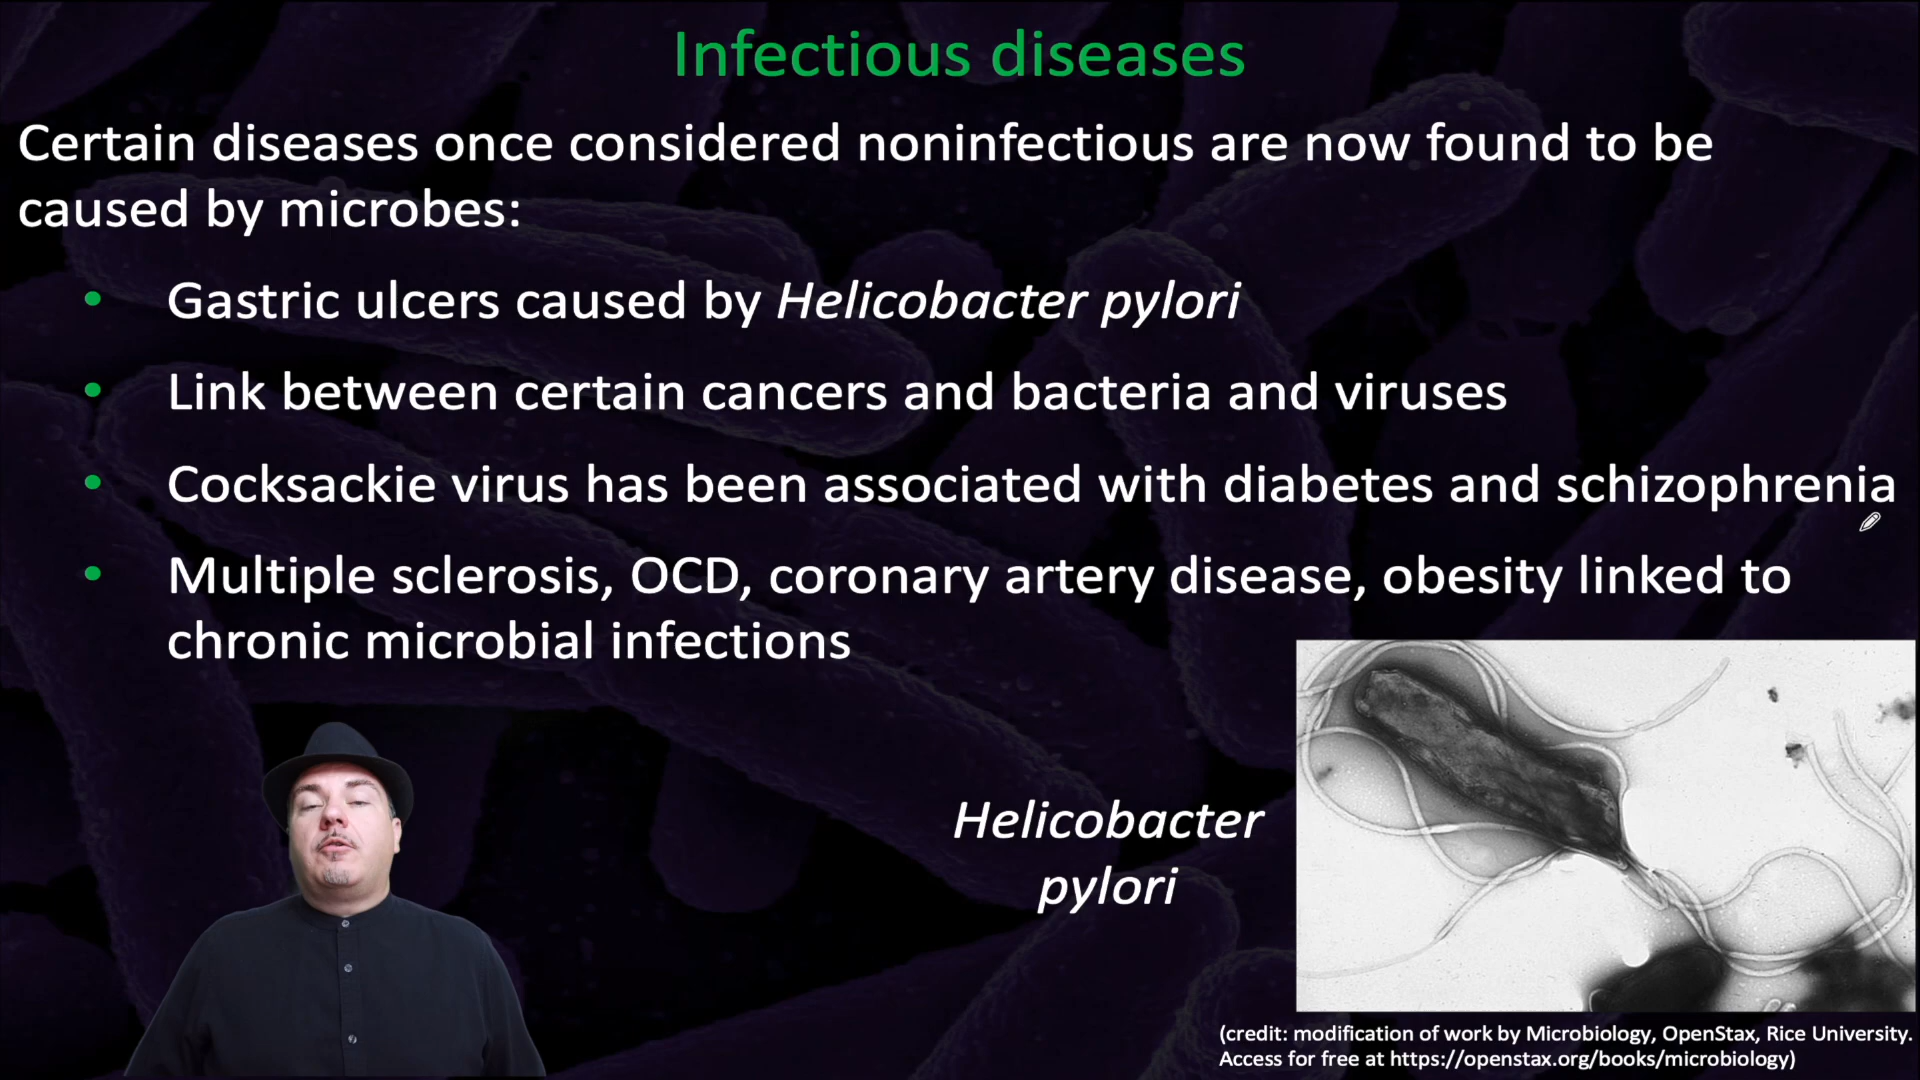 Infectious diseases
Certain diseases once considered noninfectious are now found to be
caused by microbes:
• Gastric ulcers caused by Helicobacter pylori
• Link between certain cancers and bacteria and viruses
• Cocksackie virus has been associated with diabetes and schizophrenia
• Multiple sclerosis, OCD, coronary artery disease, obesity linked to
chronic microbial infections
Helicobacter
pylori
(credit: modification of work by Microbiology, OpenStax, Rice University.
Access for free at https://openstax.org/books/microbiology)